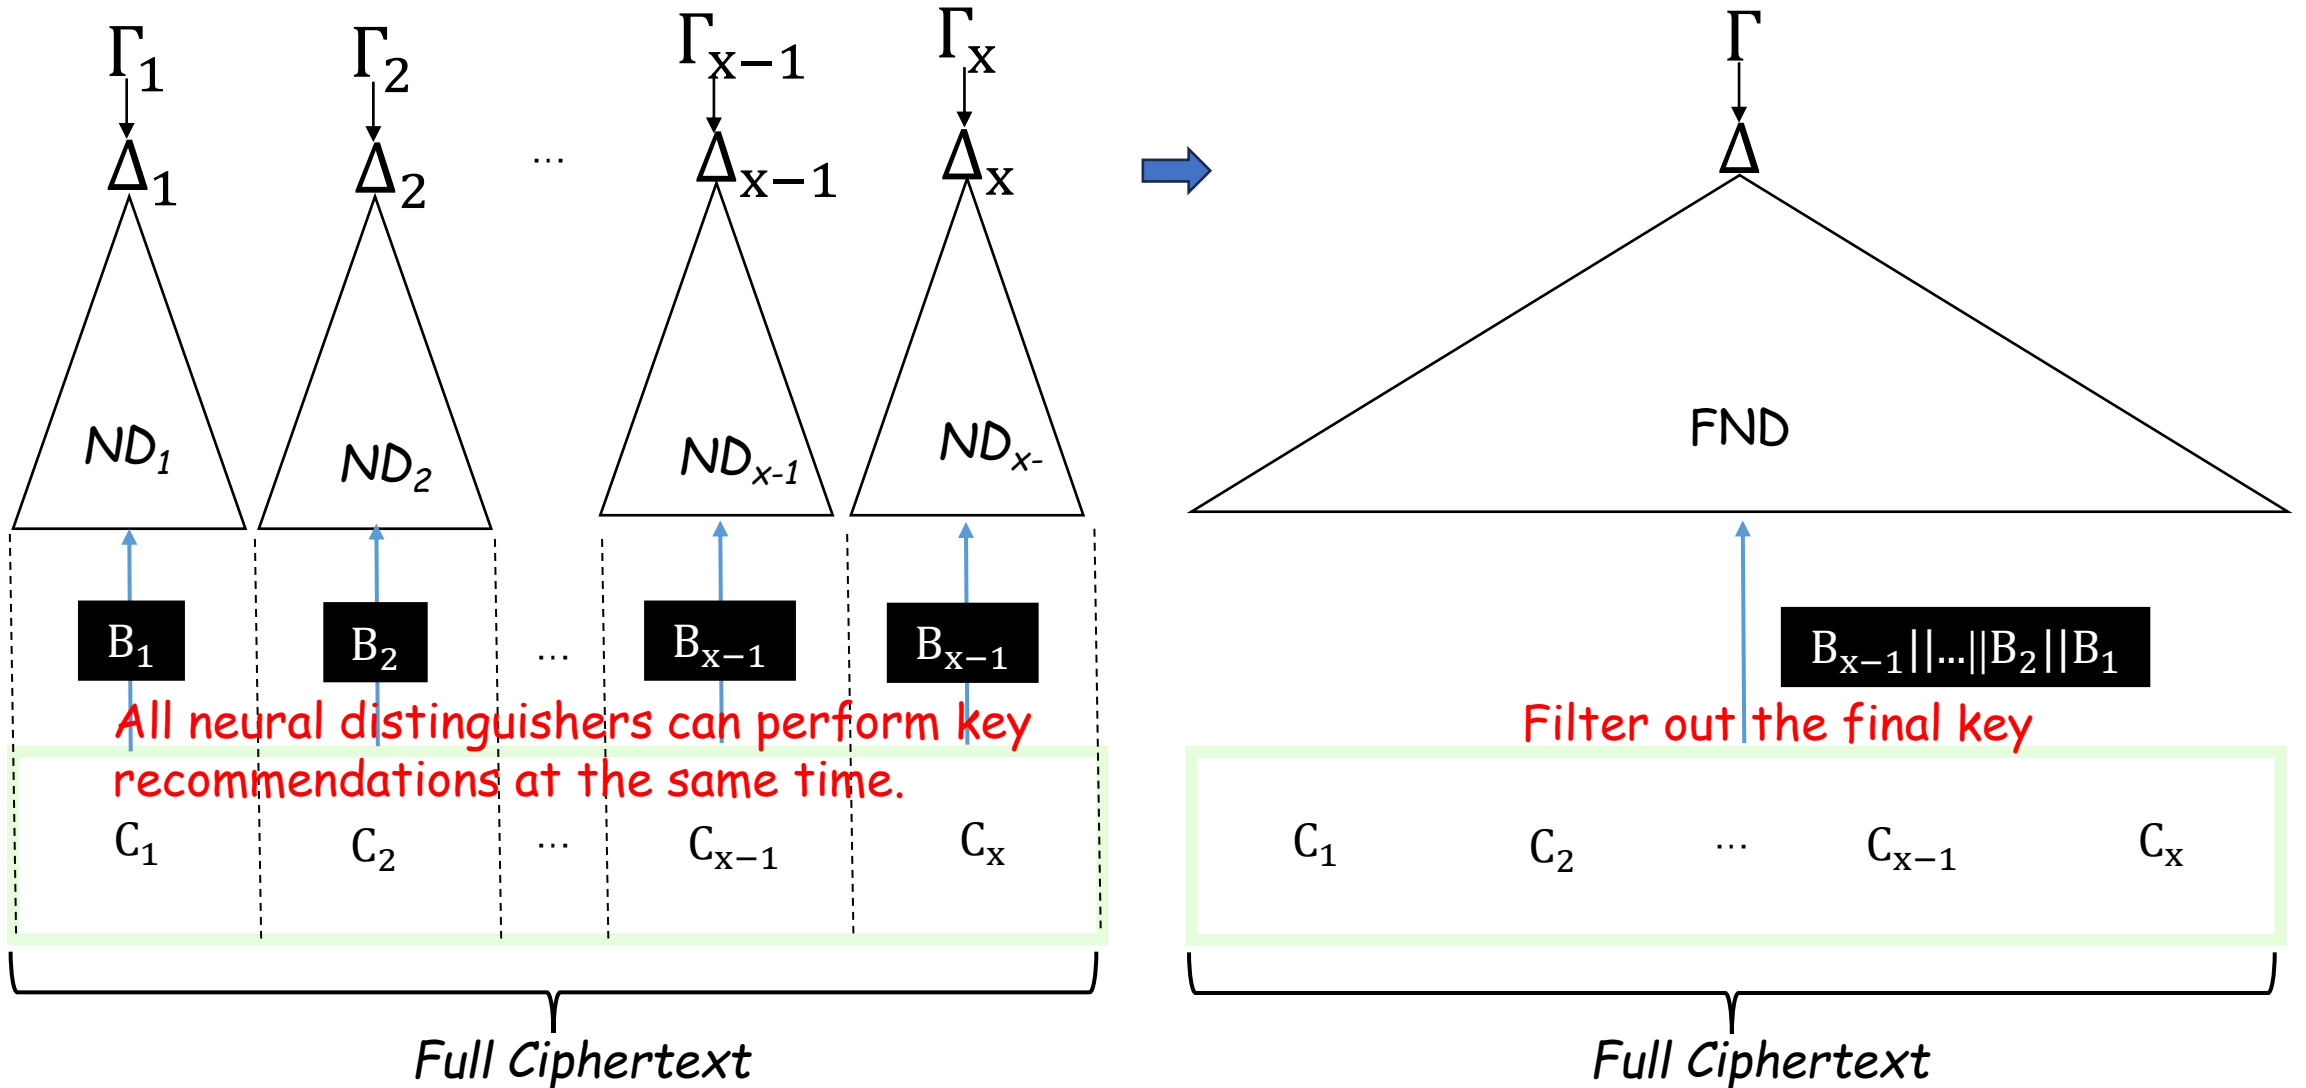 Γ₁ Γ₂ Γₓ₋₁ Γₓ Γ
Δ₁ Δ₂ … Δₓ₋₁ Δₓ Δ
ND₁ ND₂ NDₓ₋₁ NDₓ₋ FND
B₁ B₂ … Bₓ₋₁ Bₓ₋₁ Bₓ₋₁||...||B₂||B₁
All neural distinguishers can perform key
recommendations at the same time.
Filter out the final key
C₁ C₂ … Cₓ₋₁ Cₓ C₁ C₂ … Cₓ₋₁ Cₓ
Full Ciphertext Full Ciphertext